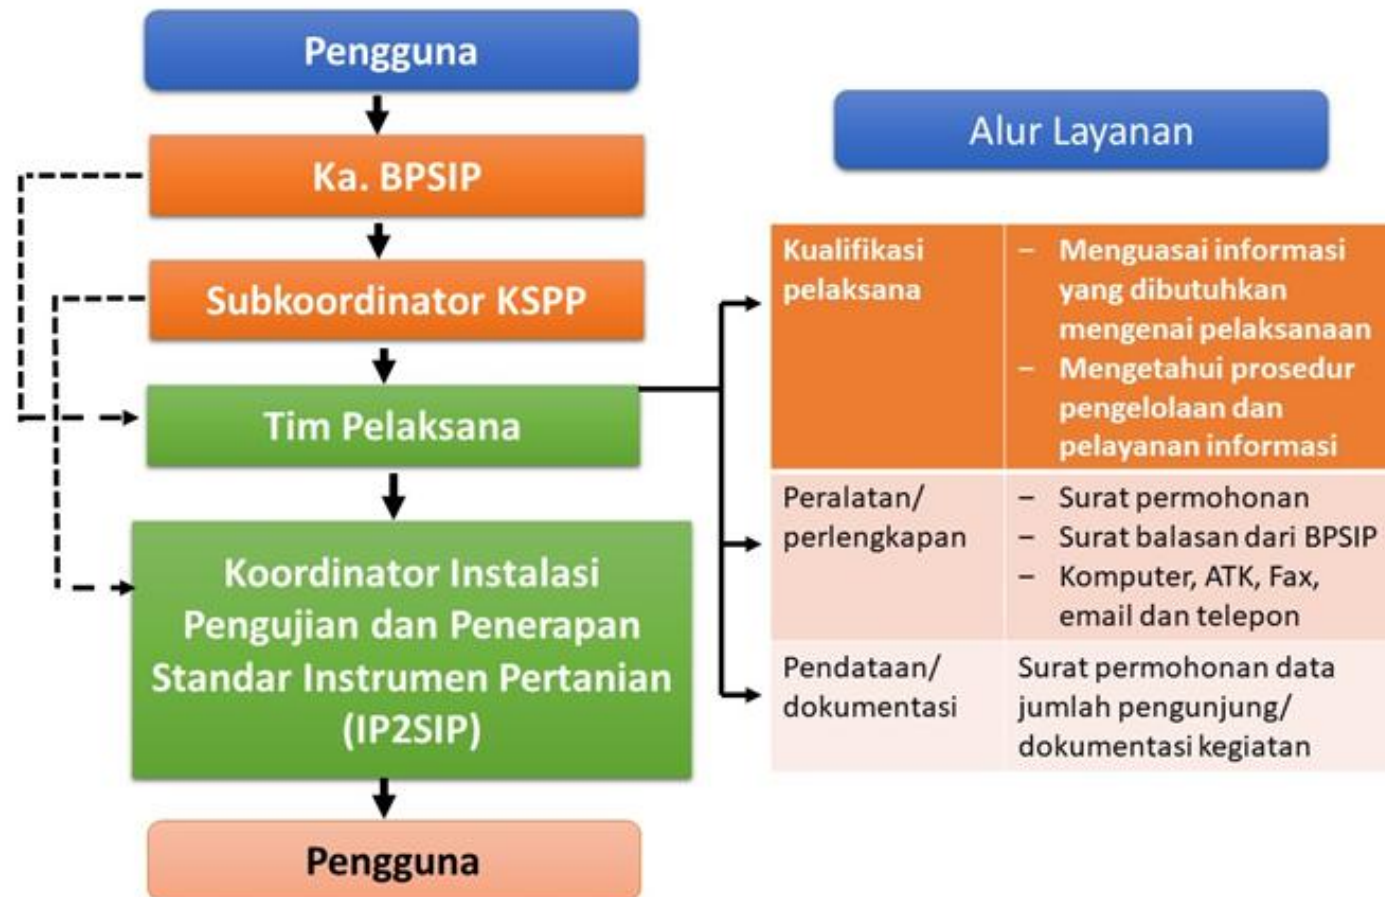 Pengguna
Ka. BPSIP
Subkoordinator KSPP
Tim Pelaksana
Koordinator Instalasi
Pengujian dan Penerapan
Standar Instrumen Pertanian
(IP2SIP)
Pengguna
Alur Layanan
Kualifikasi
pelaksana
– Menguasai informasi
yang dibutuhkan
mengenai pelaksanaan
– Mengetahui prosedur
pengelolaan dan
pelayanan informasi
Peralatan/
perlengkapan
– Surat permohonan
– Surat balasan dari BPSIP
– Komputer, ATK, Fax,
email dan telepon
Pendataan/
dokumentasi
Surat permohonan data
jumlah pengunjung/
dokumentasi kegiatan